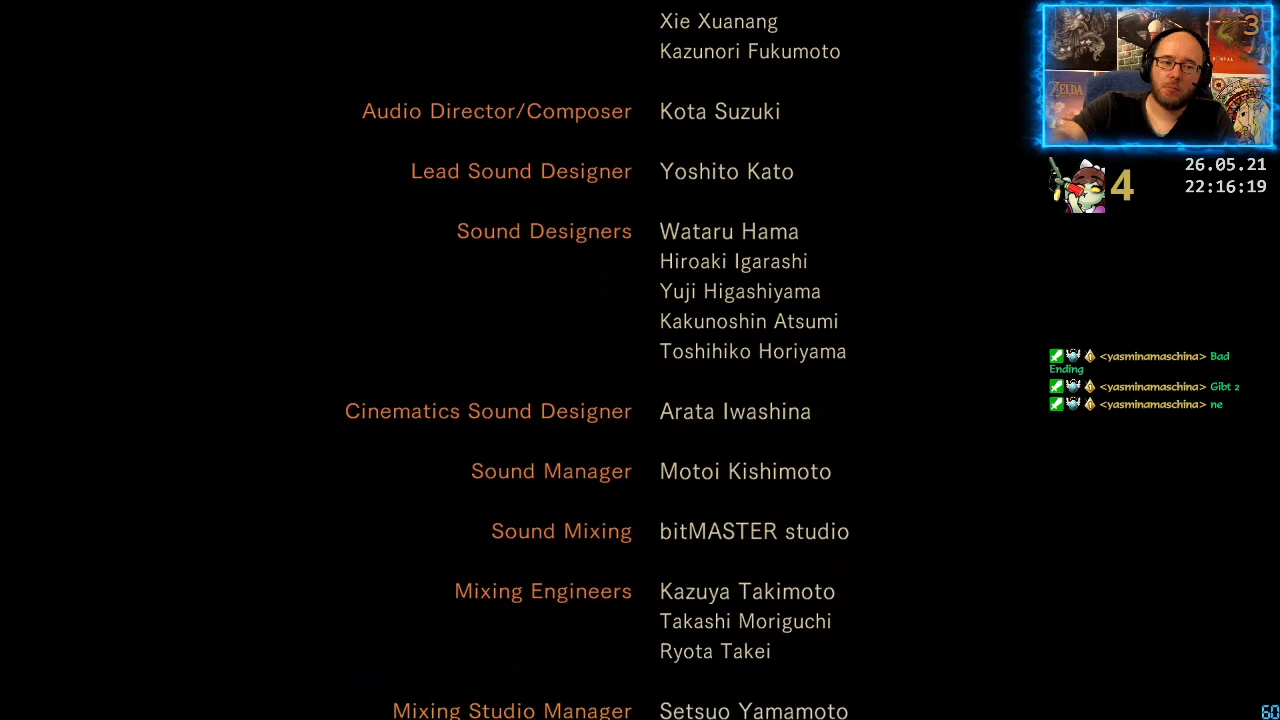 Xie Xuanang
Kazunori Fukumoto
Audio Director/Composer Kota Suzuki
Lead Sound Designer Yoshito Kato
Sound Designers Wataru Hama
Hiroaki Igarashi
Yuji Higashiyama
Kakunoshin Atsumi
Toshihiko Horiyama
Cinematics Sound Designer Arata Iwashina
Sound Manager Motoi Kishimoto
Sound Mixing bitMASTER studio
Mixing Engineers Kazuya Takimoto
Takashi Moriguchi
Ryota Takei
Mixing Studio Manager Setsuo Yamamoto
3
ZELDA
4
26.05.21
22:16:19
<yasminamaschina> Bad
Ending
<yasminamaschina> Gibt 2
<yasminamaschina> ne
60